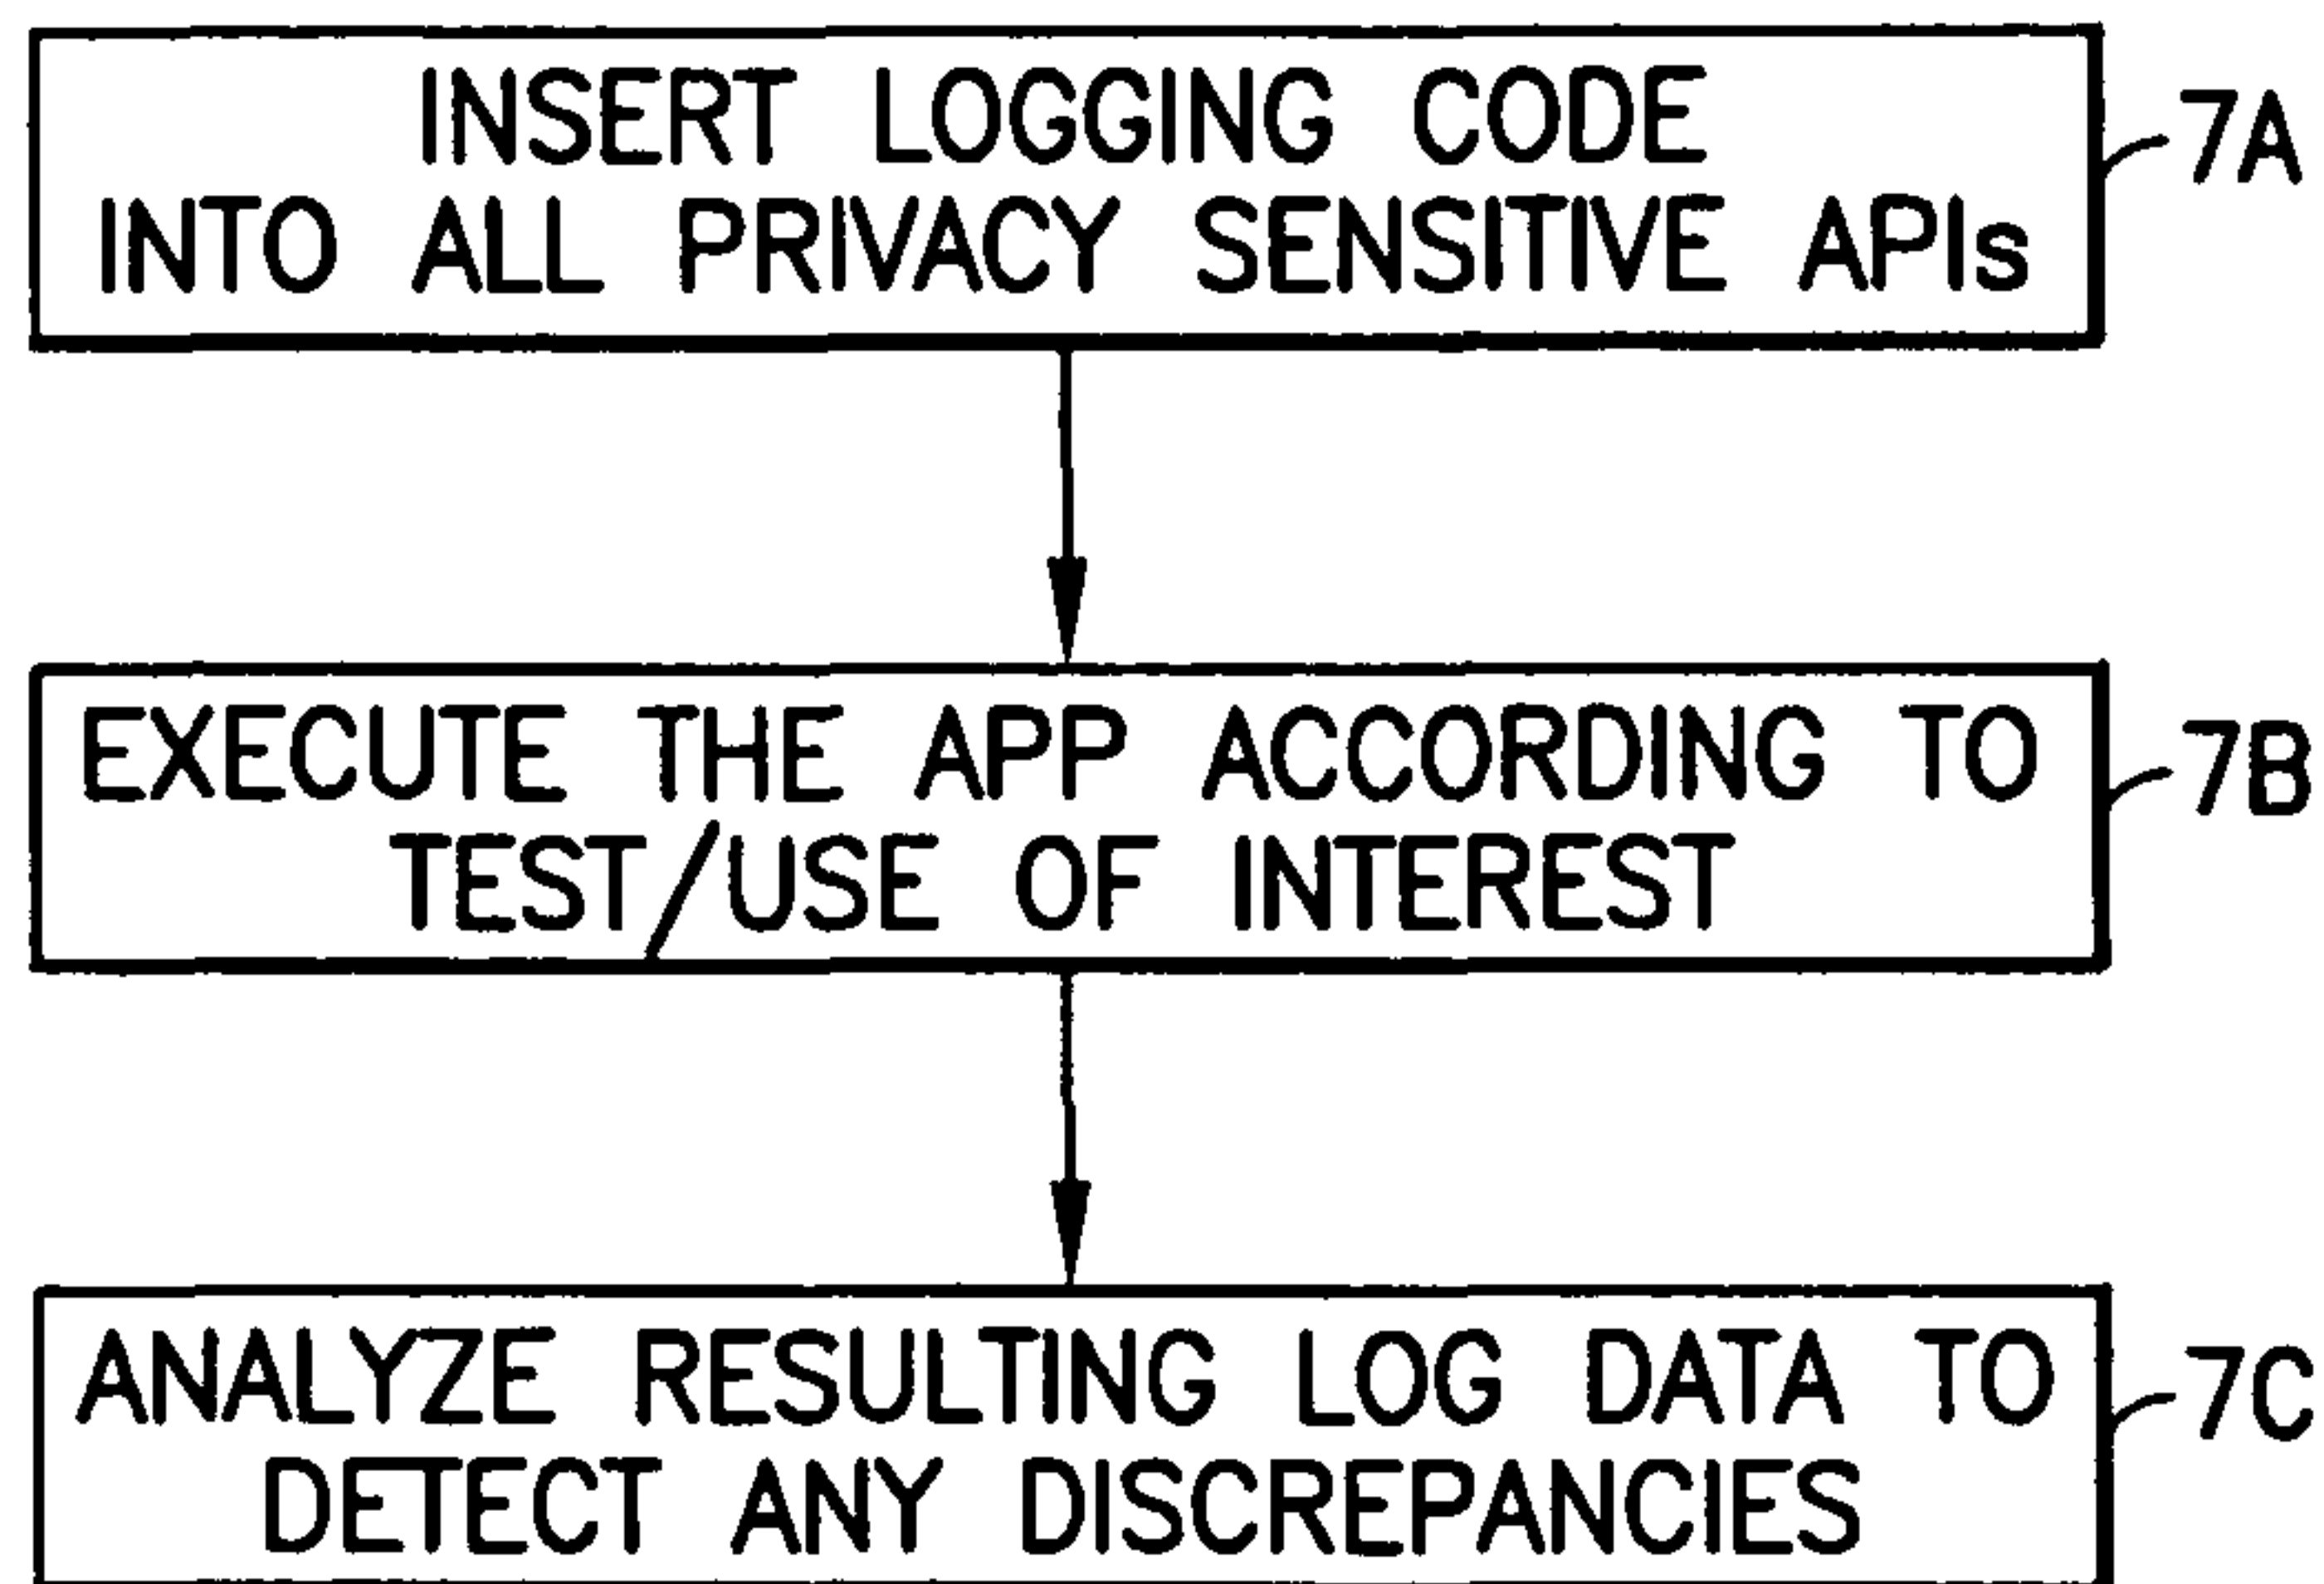 INSERT LOGGING CODE
INTO ALL PRIVACY SENSITIVE APIs
7A
EXECUTE THE APP ACCORDING TO
TEST/USE OF INTEREST
7B
ANALYZE RESULTING LOG DATA TO
DETECT ANY DISCREPANCIES
7C